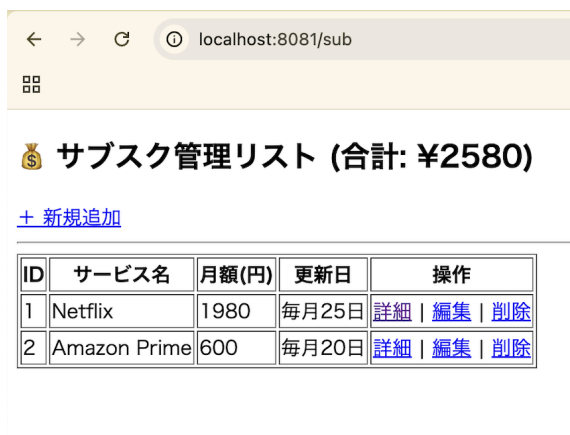 localhost:8081/sub
💰 サブスク管理リスト (合計: ¥2580)
＋ 新規追加
ID サービス名 月額(円) 更新日 操作
1 Netflix 1980 毎月25日 詳細 | 編集 | 削除
2 Amazon Prime 600 毎月20日 詳細 | 編集 | 削除